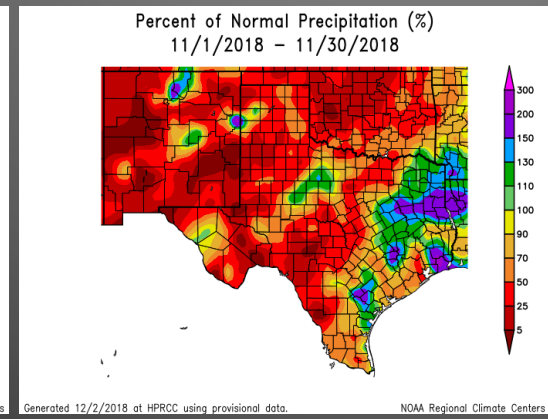 Percent of Normal Precipitation (%)
11/1/2018 – 11/30/2018
300
200
150
130
110
100
90
70
50
25
5
s
Generated 12/2/2018 at HPRCC using provisional data.
NOAA Regional Climate Centers